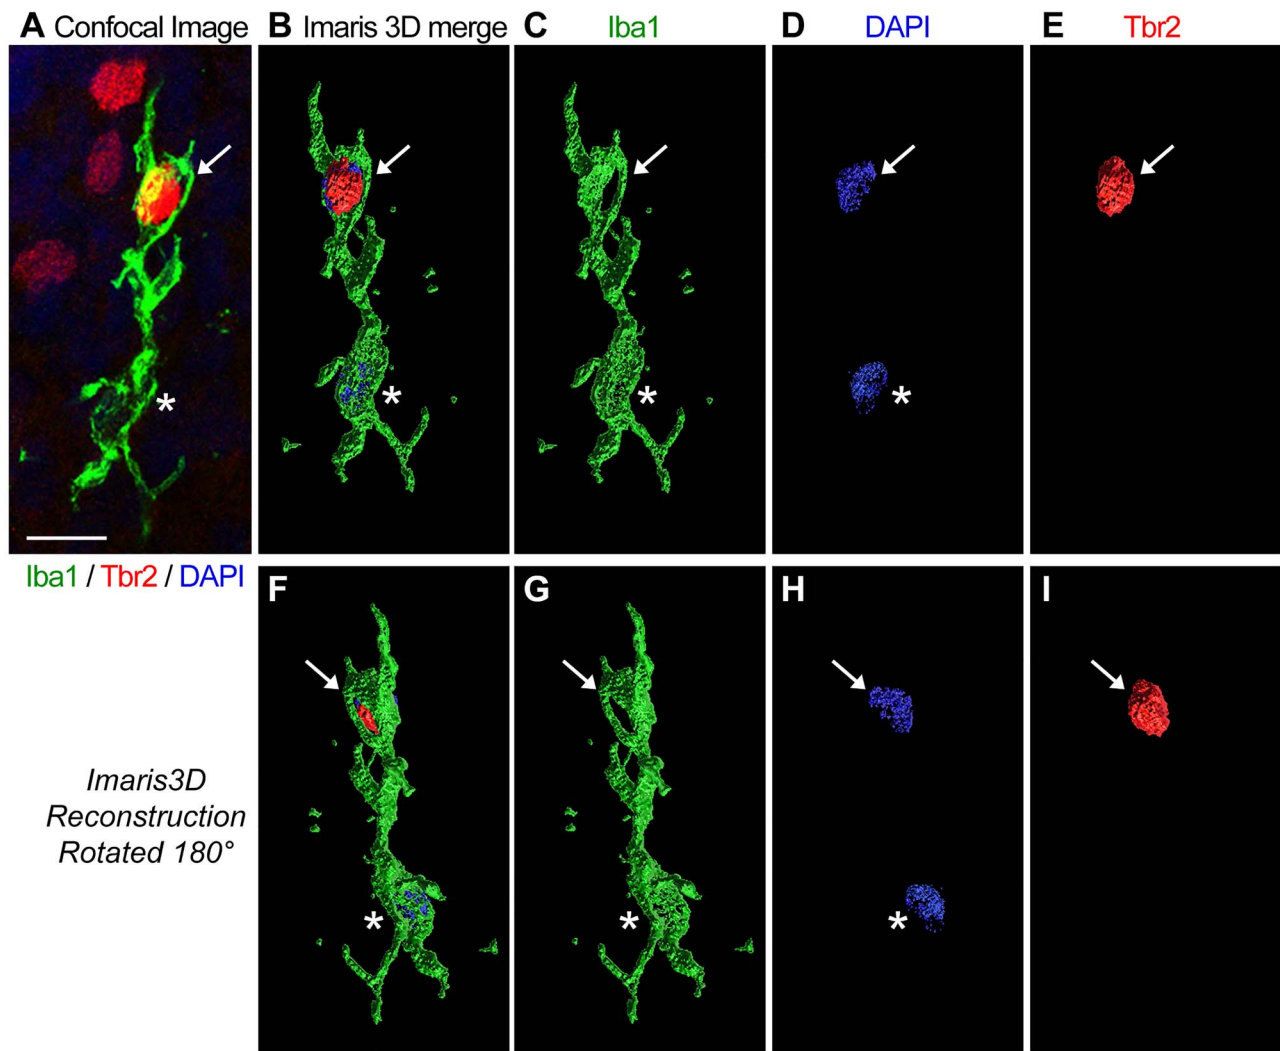 A Confocal Image
B Imaris 3D merge
C Iba1
D DAPI
E Tbr2
*
*
*
*
Iba1 / Tbr2 / DAPI
F
G
H
I
Imaris3D
Reconstruction
Rotated 180°
*
*
*